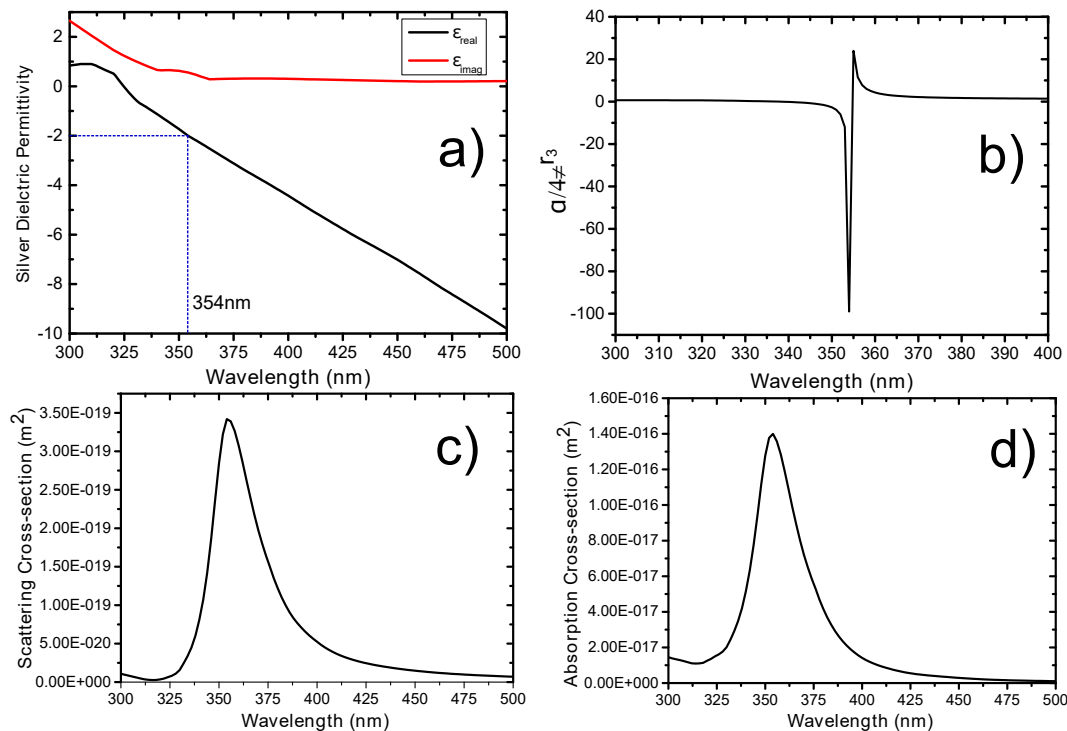 Silver Dielctric Permittivity
2
0
-2
-4
-6
-8
-10
ε_real
ε_imag
a)
354nm
300 325 350 375 400 425 450 475 500
Wavelength (nm)
α/4≠r3
40
20
0
-20
-40
-60
-80
-100
b)
300 310 320 330 340 350 360 370 380 390 400
Wavelength (nm)
Scattering Cross-section (m²)
3.50E-019
3.00E-019
2.50E-019
2.00E-019
1.50E-019
1.00E-019
5.00E-020
0.00E+000
c)
300 325 350 375 400 425 450 475 500
Wavelength (nm)
Absorption Cross-section (m²)
1.60E-016
1.40E-016
1.20E-016
1.00E-016
8.00E-017
6.00E-017
4.00E-017
2.00E-017
0.00E+000
d)
300 325 350 375 400 425 450 475 500
Wavelength (nm)